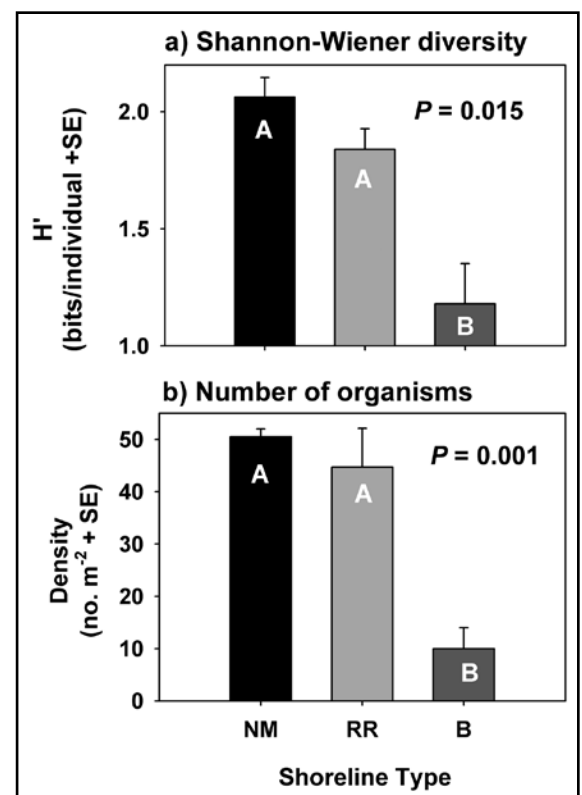 a) Shannon-Wiener diversity
H'
(bits/individual +SE)
2.0
1.5
1.0
P = 0.015
A
A
B
b) Number of organisms
Density
(no. m⁻² + SE)
50
40
30
20
10
0
P = 0.001
A
A
B
NM RR B
Shoreline Type